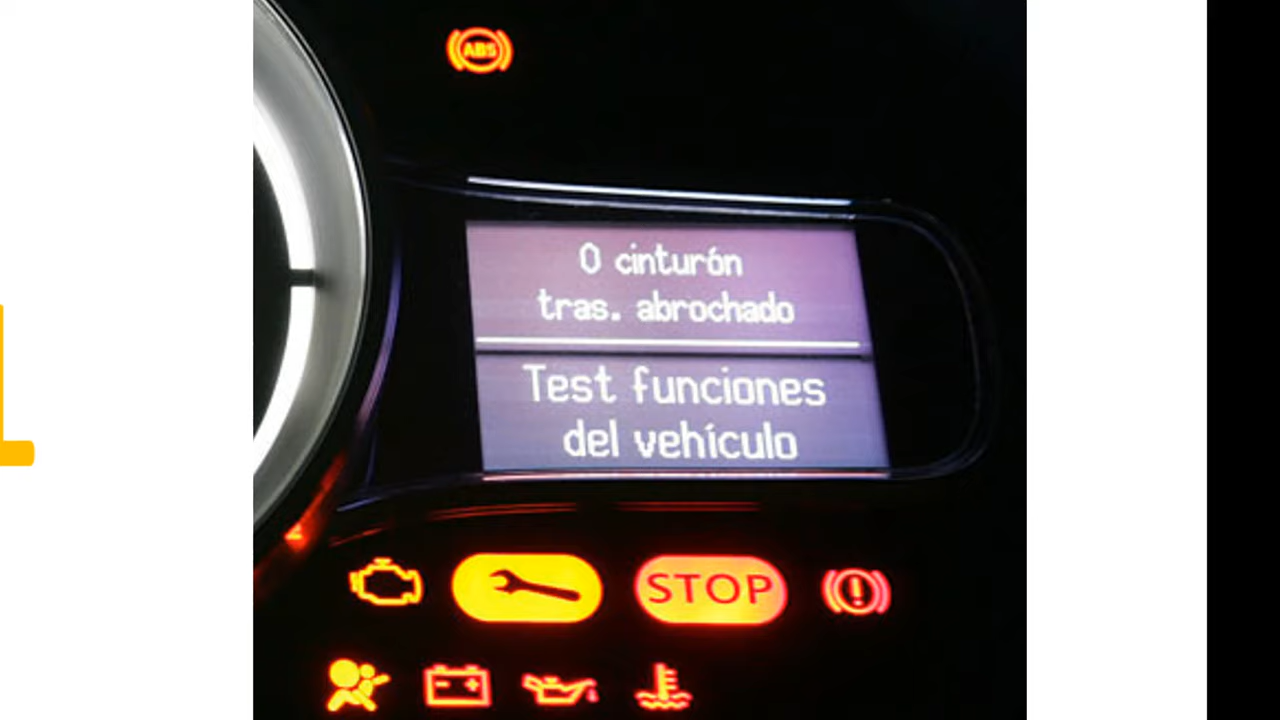 ABS
0 cinturón
tras. abrochado
Test funciones
del vehículo
STOP